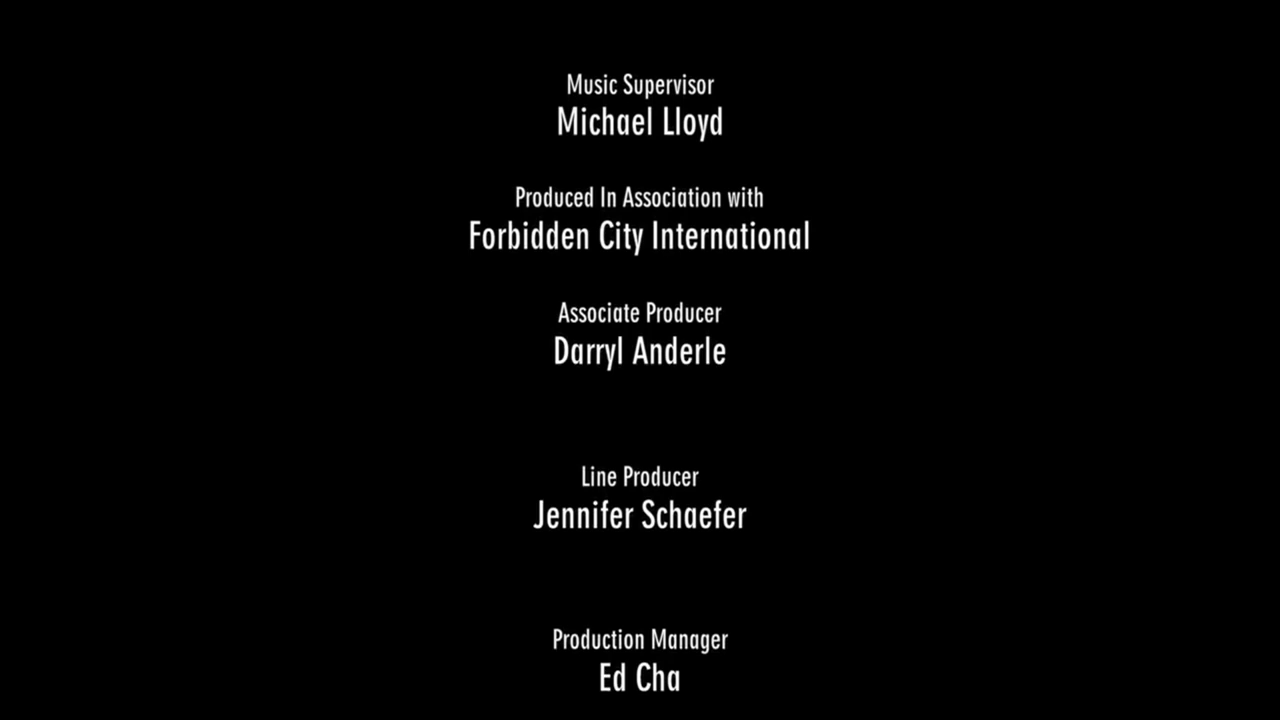 Music Supervisor
Michael Lloyd
Produced In Association with
Forbidden City International
Associate Producer
Darryl Anderle
Line Producer
Jennifer Schaefer
Production Manager
Ed Cha